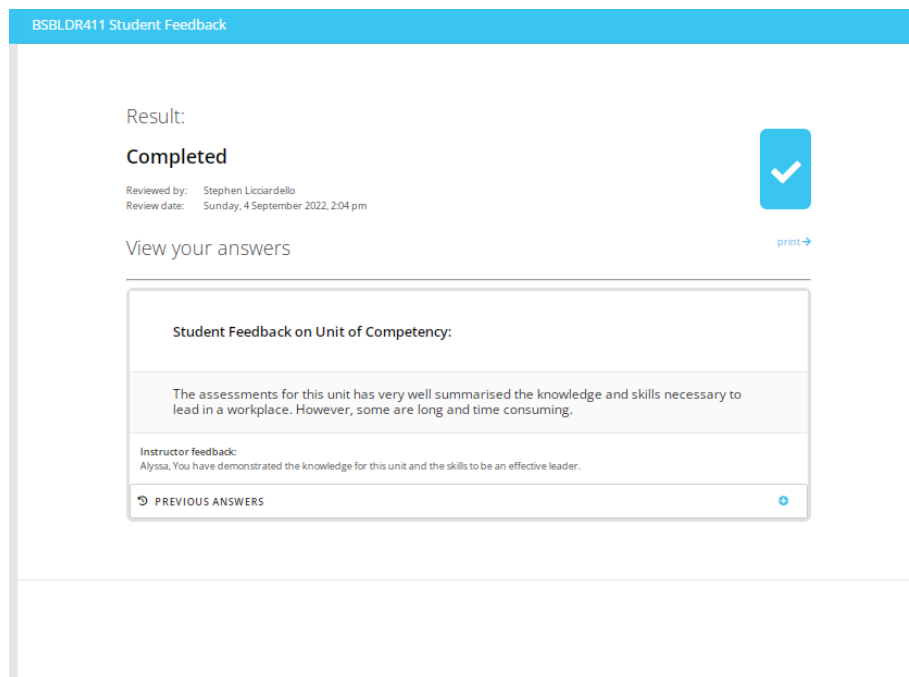 BSBLDR411 Student Feedback
Result:
Completed
Reviewed by: Stephen Licciardello
Review date: Sunday, 4 September 2022, 2:04 pm
View your answers
print
Student Feedback on Unit of Competency:
The assessments for this unit has very well summarised the knowledge and skills necessary to
lead in a workplace. However, some are long and time consuming.
Instructor feedback:
Alyssa, You have demonstrated the knowledge for this unit and the skills to be an effective leader.
PREVIOUS ANSWERS